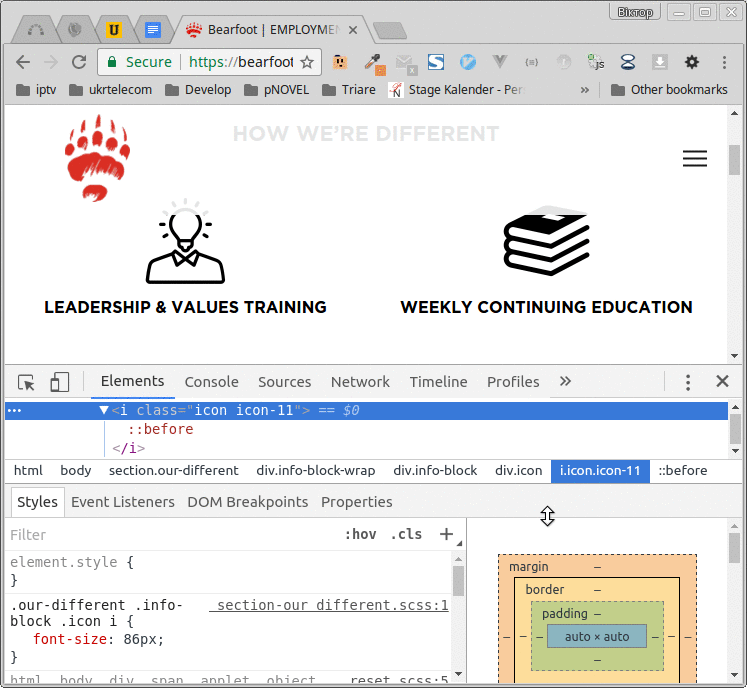 Віктор
Bearfoot | EMPLOYMEN
Secure
https://bearfoot
js
iptv
ukrtelecom
Develop
pNOVEL
Triare
Stage Kalender - Per
»
Other bookmarks
HOW WE'RE DIFFERENT
LEADERSHIP & VALUES TRAINING
WEEKLY CONTINUING EDUCATION
Elements Console Sources Network Timeline Profiles »
<i class="icon icon-11"> == $0
::before
</i>
html body section.our-different div.info-block-wrap div.info-block div.icon i.icon.icon-11 ::before
Styles Event Listeners DOM Breakpoints Properties
Filter :hov .cls +
element.style {
}
.our-different .info-block .icon i { _section-our_different.scss:1
font-size: 86px;
}
html, body, div, span, applet, object, reset.scss:5
margin –
border –
padding –
– – – auto × auto – – –
–